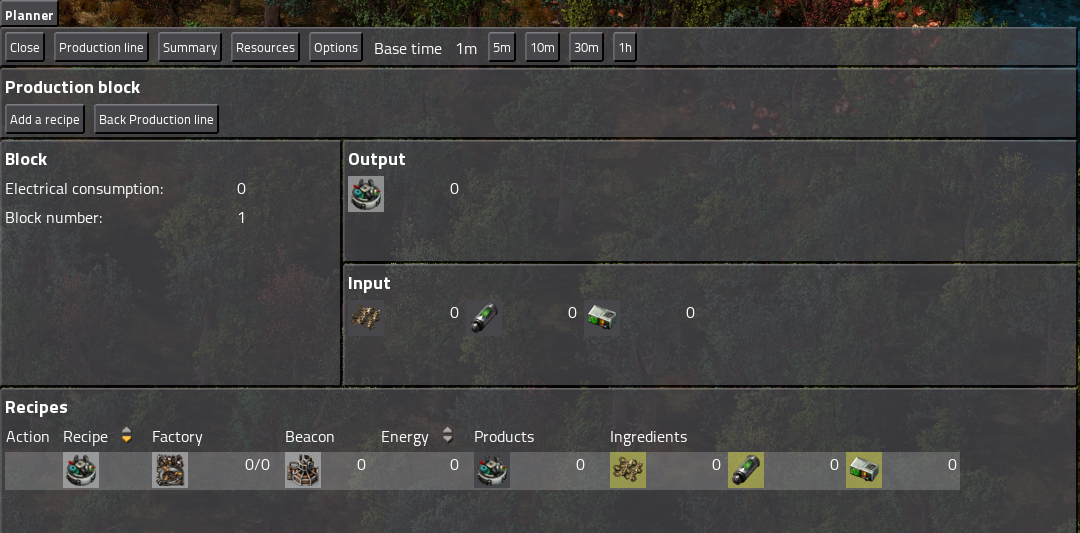 Planner
Close Production line Summary Resources Options Base time 1m 5m 10m 30m 1h
Production block
Add a recipe Back Production line
Block
Electrical consumption: 0
Block number: 1
Output
0
Input
0 0 0
Recipes
Action Recipe Factory Beacon Energy Products Ingredients
0/0 0 0 0 0 0 0